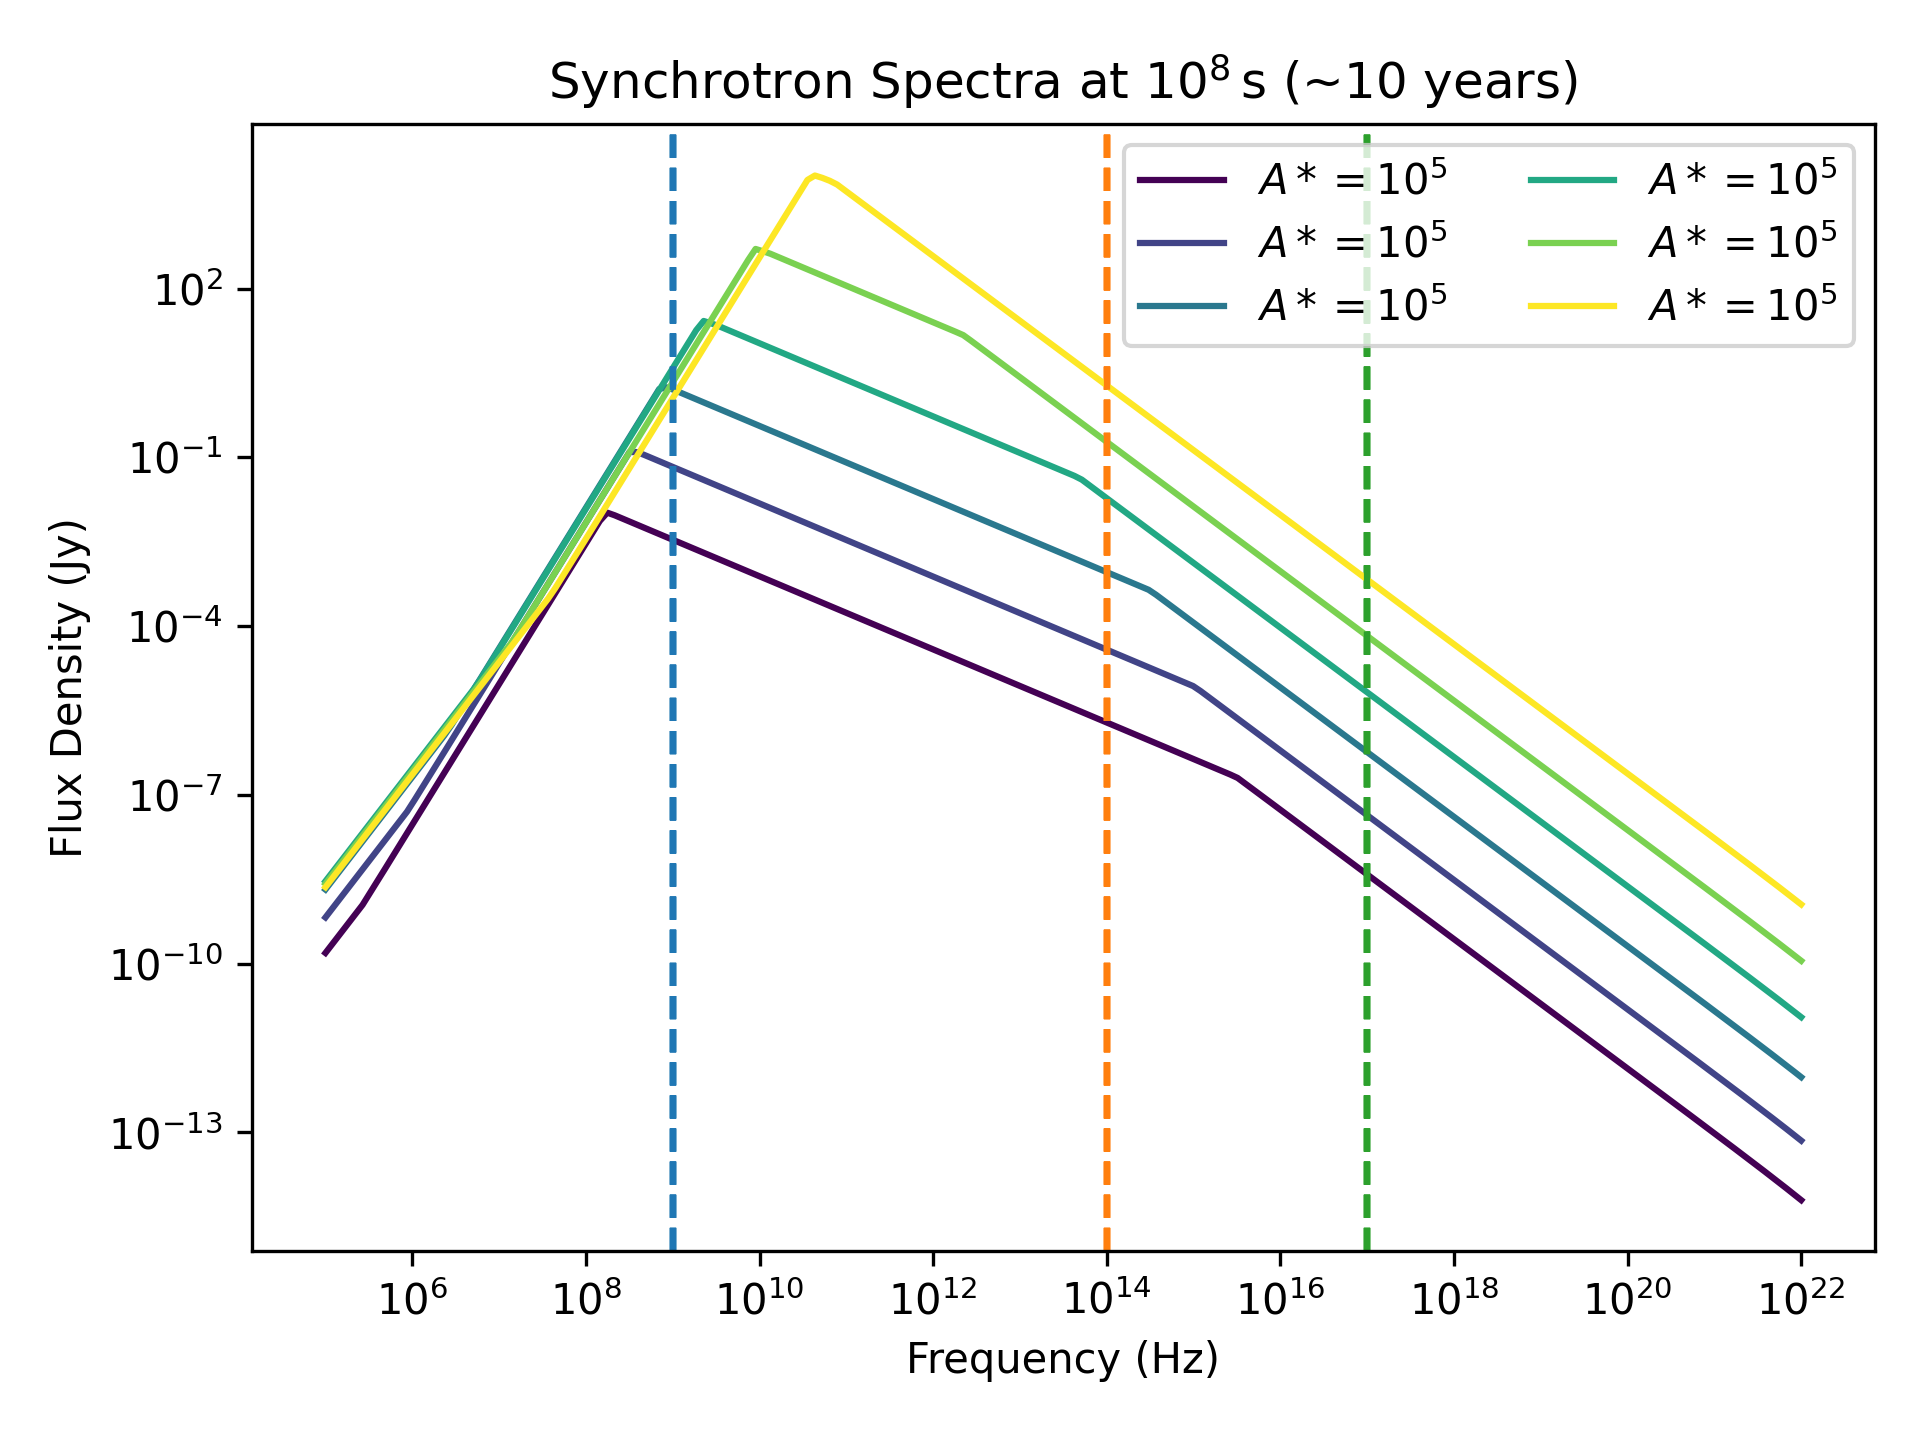 Synchrotron Spectra at 10⁸ s (~10 years)
A* = 10⁵
A* = 10⁵
A* = 10⁵
A* = 10⁵
A* = 10⁵
A* = 10⁵
Flux Density (Jy)
10²
10⁻¹
10⁻⁴
10⁻⁷
10⁻¹⁰
10⁻¹³
10⁶ 10⁸ 10¹⁰ 10¹² 10¹⁴ 10¹⁶ 10¹⁸ 10²⁰ 10²²
Frequency (Hz)